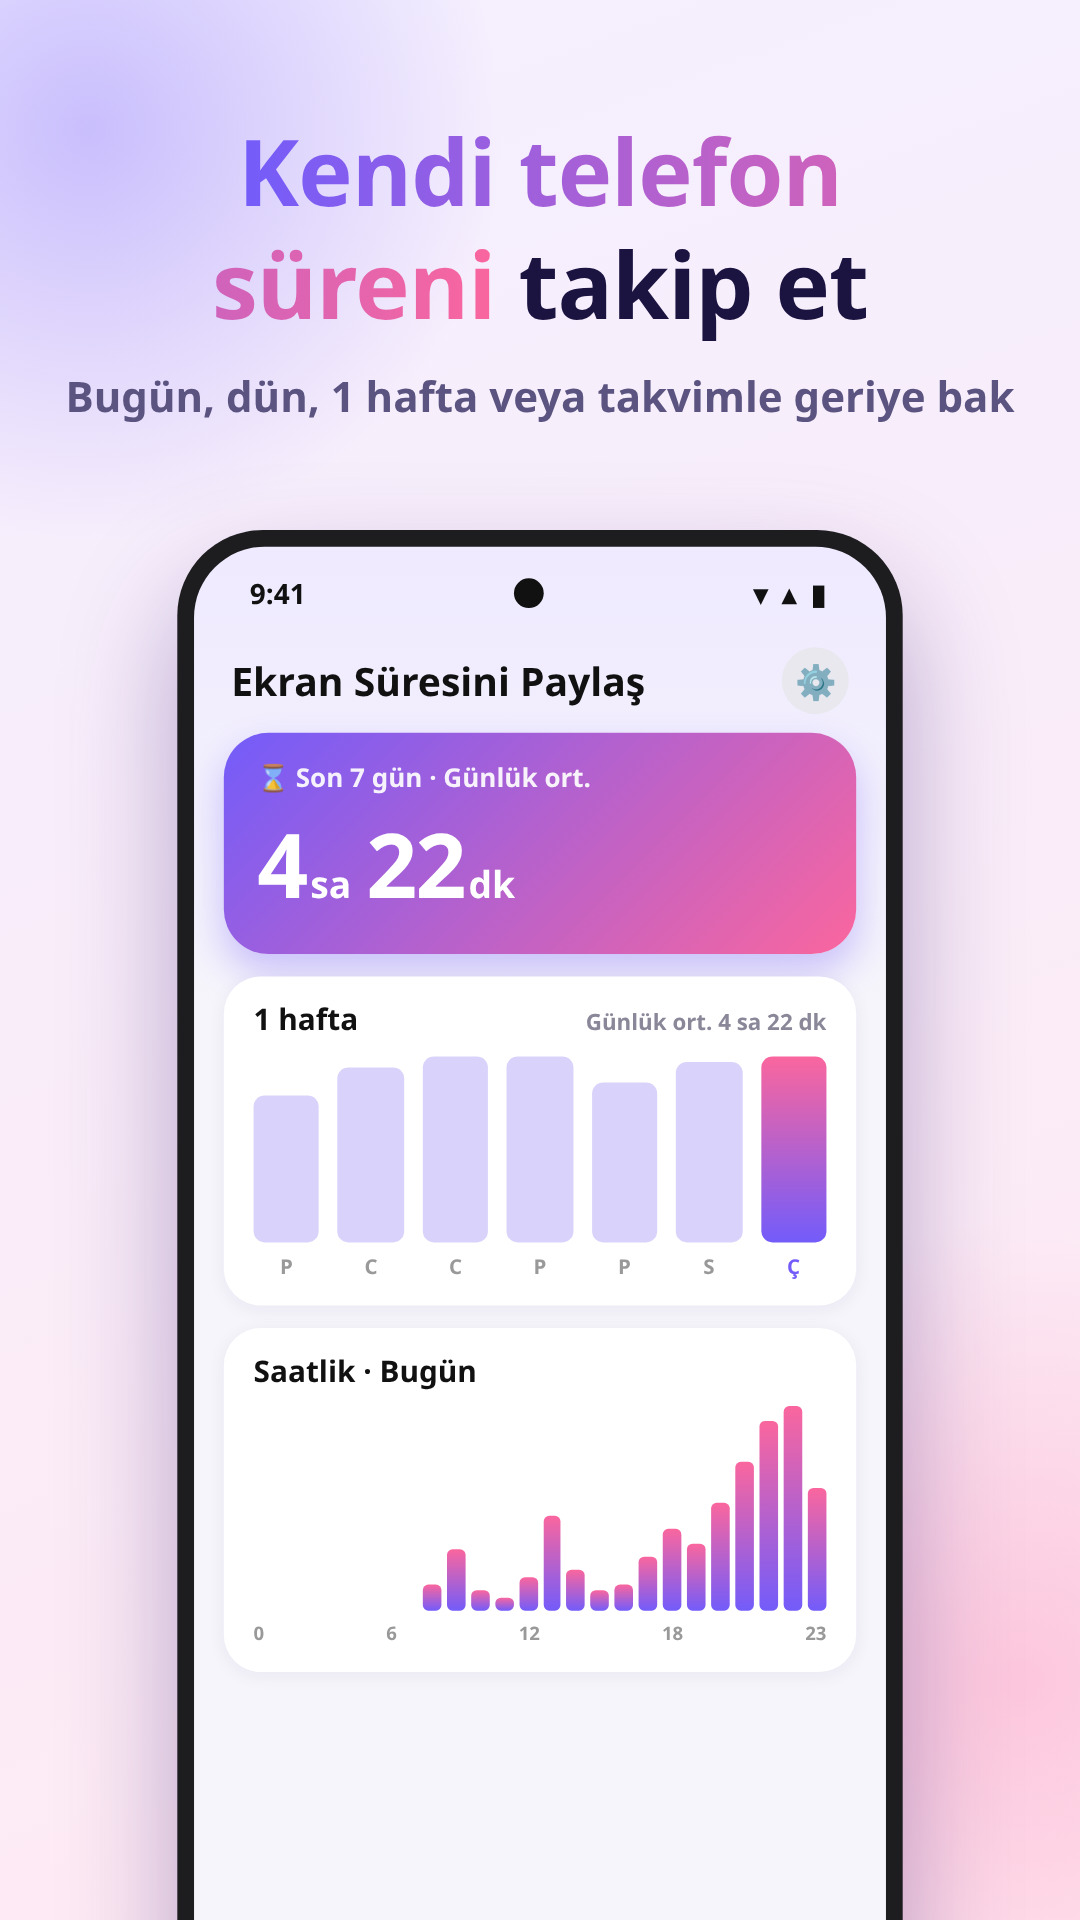 Kendi telefon
süreni takip et
Bugün, dün, 1 hafta veya takvimle geriye bak
9:41
Ekran Süresini Paylaş
Son 7 gün · Günlük ort.
4sa 22dk
1 hafta
Günlük ort. 4 sa 22 dk
P C C P P S Ç
Saatlik · Bugün
0 6 12 18 23